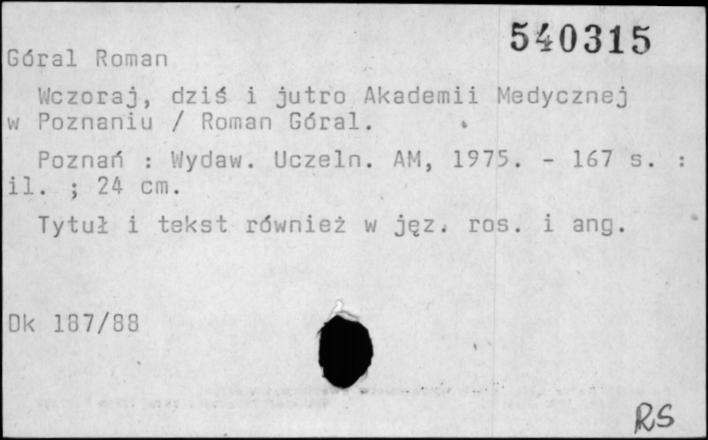 540315
Góral Roman
Wczoraj, dziś i jutro Akademii Medycznej
w Poznaniu / Roman Góral.
Poznań : Wydaw. Uczeln. AM, 1975. - 167 s. :
il. ; 24 cm.
Tytuł i tekst również w jęz. ros. i ang.
Dk 187/88
RS